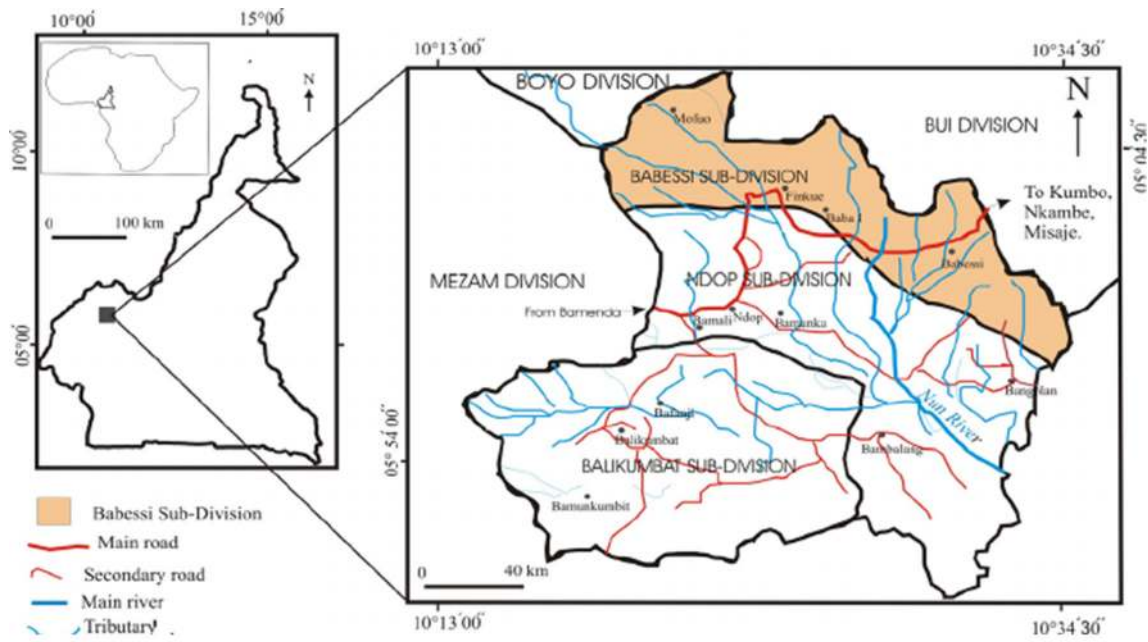 10°00' 15°00'
N
10°00'
0 100 km
05°00'
Babessi Sub-Division
Main road
Secondary road
Main river
Tributary
10°13'00" 10°34'30"
BOYO DIVISION
N
Mofuo
BUI DIVISION
05°04'30"
BABESSI SUB-DIVISION
Finkue
To Kumbo,
Nkambe,
Misaje.
Baba I
Babessi
MEZAM DIVISION
NDOP SUB-DIVISION
From Bamenda
Ndop
Bamali
Bamunka
BangNlan
Nun River
Bafanji
05°54'00"
Balikumbat
Bambalang
BALIKUMBAT SUB-DIVISION
Bamunkumbit
0 40 km
10°13'00" 10°34'30"